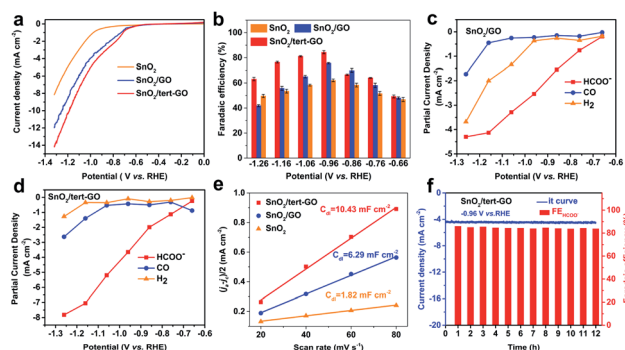 a
Current density (mA cm⁻²)
0
-2
-4
-6
-8
-10
-12
-14
-16
SnO₂
SnO₂/GO
SnO₂/tert-GO
-1.4 -1.2 -1.0 -0.8 -0.6 -0.4 -0.2 0.0
Potential ( V vs. RHE)
b
Faradaic efficiency (%)
100
80
60
40
20
0
SnO₂ SnO₂/GO
SnO₂/tert-GO
-1.26 -1.16 -1.06 -0.96 -0.86 -0.76 -0.66
Potential (V vs. RHE)
c
Partial Current Density
(mA cm⁻²)
0
-1
-2
-3
-4
-5
SnO₂/GO
HCOO⁻
CO
H₂
-1.3 -1.2 -1.1 -1.0 -0.9 -0.8 -0.7 -0.6
Potential (V vs. RHE)
d
Partial Current Density
(mA cm⁻²)
0
-1
-2
-3
-4
-5
-6
-7
-8
SnO₂/tert-GO
HCOO⁻
CO
H₂
-1.3 -1.2 -1.1 -1.0 -0.9 -0.8 -0.7 -0.6
Potential (V vs. RHE)
e
1.0
0.8
0.6
0.4
0.2
SnO₂/tert-GO
SnO₂/GO
SnO₂
C_dl=10.43 mF cm⁻²
C_dl=6.29 mF cm⁻²
C_dl=1.82 mF cm⁻²
20 40 60 80
Scan rate (mV s⁻¹)
f
Current density (mA cm⁻²)
0
-4
-8
-12
-16
-20
SnO₂/tert-GO
-0.96 V vs.RHE
it curve
FE_HCOO⁻
100
80
60
40
20
0
0 1 2 3 4 5 6 7 8 9 10 11 12
Time (h)